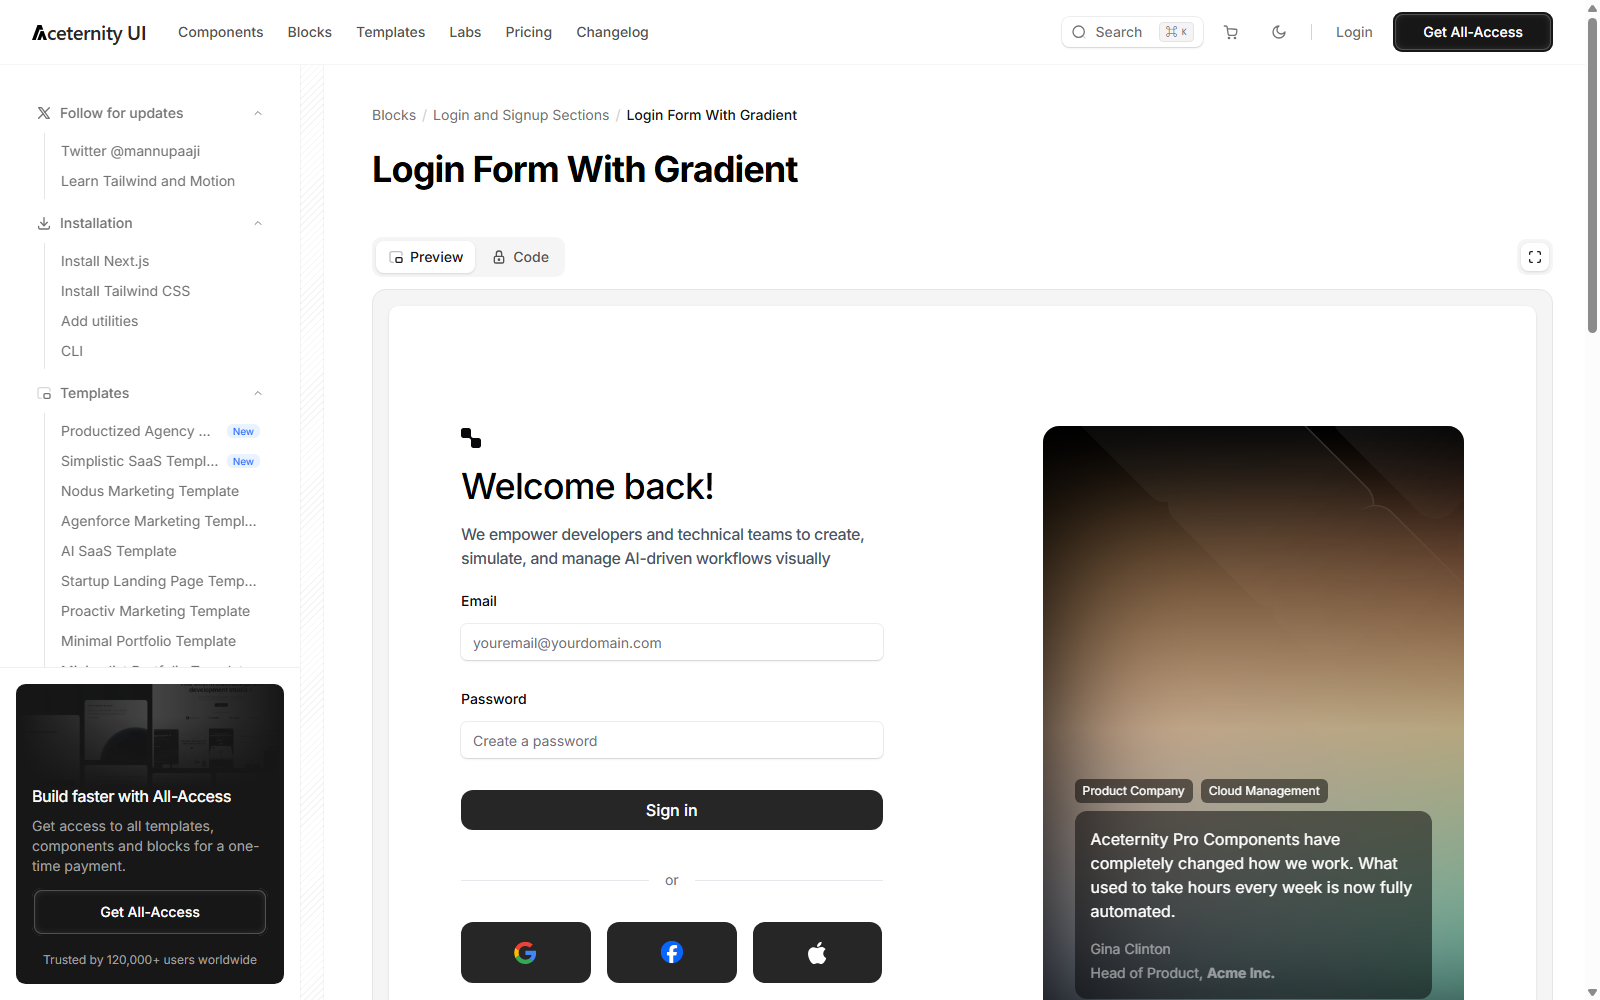 Aceternity UI
Components
Blocks
Templates
Labs
Pricing
Changelog
Search
⌘ K
Login
Get All-Access
Follow for updates
Twitter @mannupaaji
Learn Tailwind and Motion
Installation
Install Next.js
Install Tailwind CSS
Add utilities
CLI
Templates
Productized Agency ... New
Simplistic SaaS Templ... New
Nodus Marketing Template
Agenforce Marketing Templ...
AI SaaS Template
Startup Landing Page Temp...
Proactiv Marketing Template
Minimal Portfolio Template
Build faster with All-Access
Get access to all templates,
components and blocks for a one-
time payment.
Get All-Access
Trusted by 120,000+ users worldwide
Blocks / Login and Signup Sections / Login Form With Gradient
Login Form With Gradient
Preview
Code
Welcome back!
We empower developers and technical teams to create,
simulate, and manage AI-driven workflows visually
Email
youremail@yourdomain.com
Password
Create a password
Sign in
or
Product Company
Cloud Management
Aceternity Pro Components have
completely changed how we work. What
used to take hours every week is now fully
automated.
Gina Clinton
Head of Product, Acme Inc.